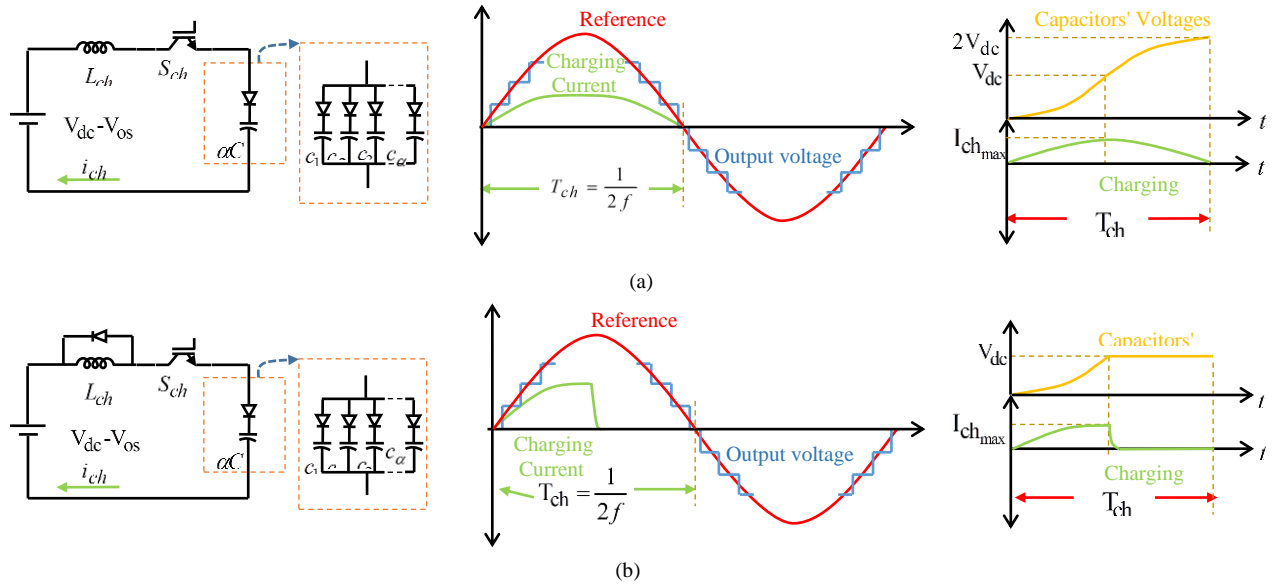 L
S
V_dc-V_os
i_ch
αC
c_1 c_α
Reference
Charging
Current
Output voltage
T_ch = 1/(2f)
Capacitors' Voltages
2V_dc
V_dc
t
I_ch_max
t
Charging
T_ch
(a)
L_ch
S_ch
V_dc-V_os
i_ch
αC
c_α
Reference
Charging
Current
Output voltage
T_ch = 1/(2f)
Capacitors'
V_dc
t
I_ch_max
t
Charging
T_ch
(b)